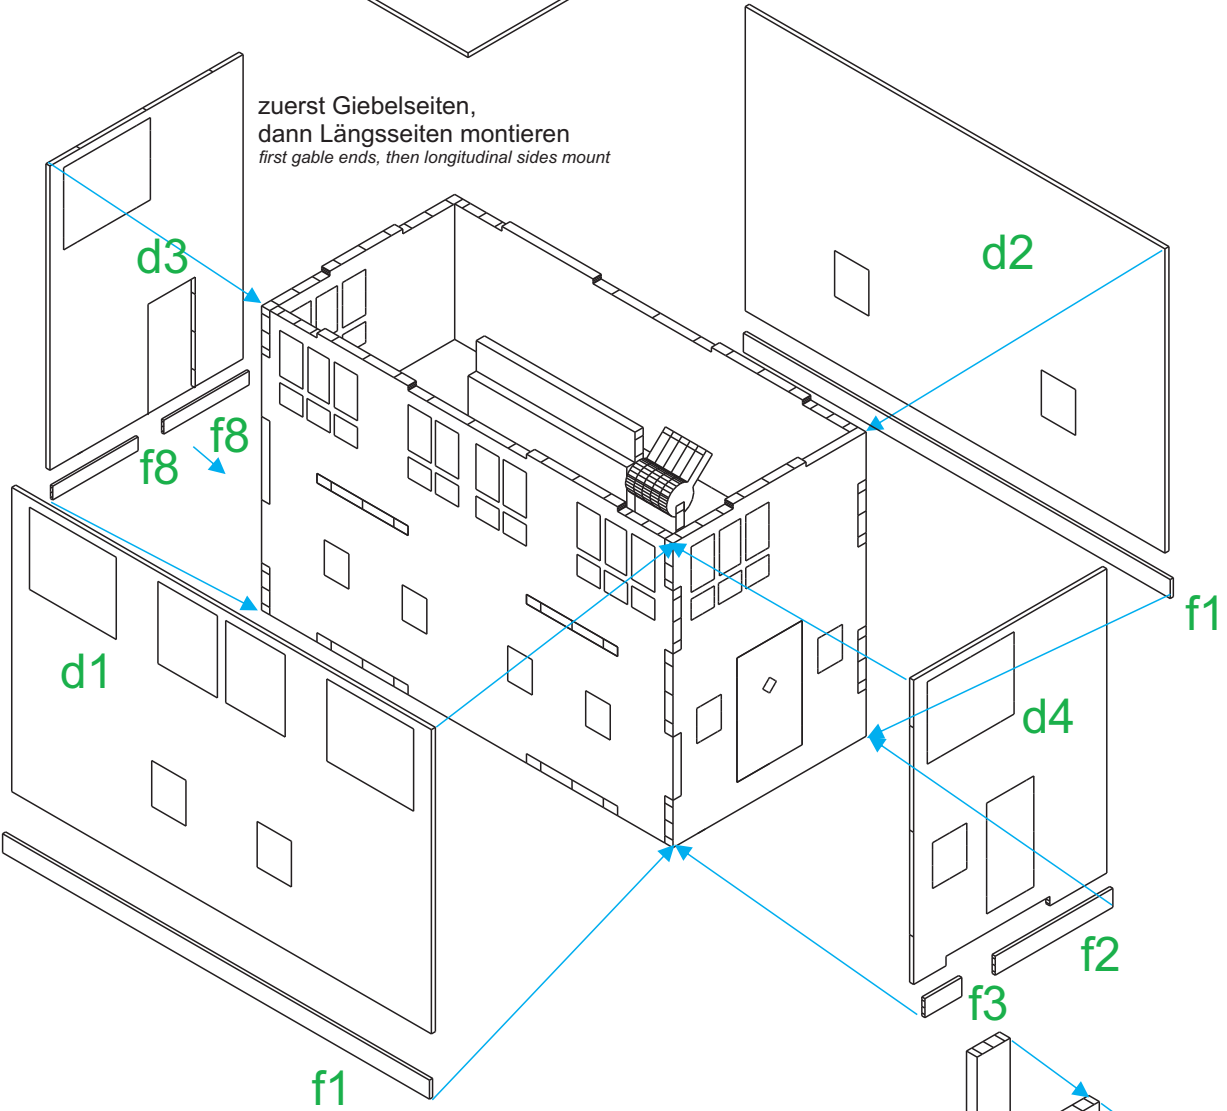 zuerst Giebelseiten,
dann Längsseiten montieren
first gable ends, then longitudinal sides mount
d3
d2
f8
f8
f1
d1
d4
f2
f3
f1